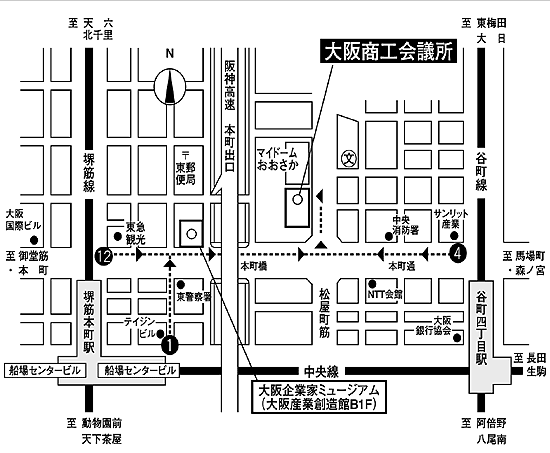 至 天 六
北千里
至 東梅田
大 日
大阪商工会議所
N
阪神高速 本町出口
堺筋線
谷町線
〒
東郵
便局
マイドーム
おおさか
文
大阪
国際ビル
東急
観光
中央
消防署
サンリット
産業
至 御堂筋
・本 町
12
4
至 馬場町
・森ノ宮
本町橋
本町通
東警察署
NTT会館
松屋町筋
堺筋本町駅
テイジン
ビル
1
大阪
銀行協会
谷町四丁目駅
船場センタービル
船場センタービル
中央線
至 長田
生駒
大阪企業家ミュージアム
(大阪産業創造館B1F)
至 動物園前
天下茶屋
至 阿倍野
八尾南